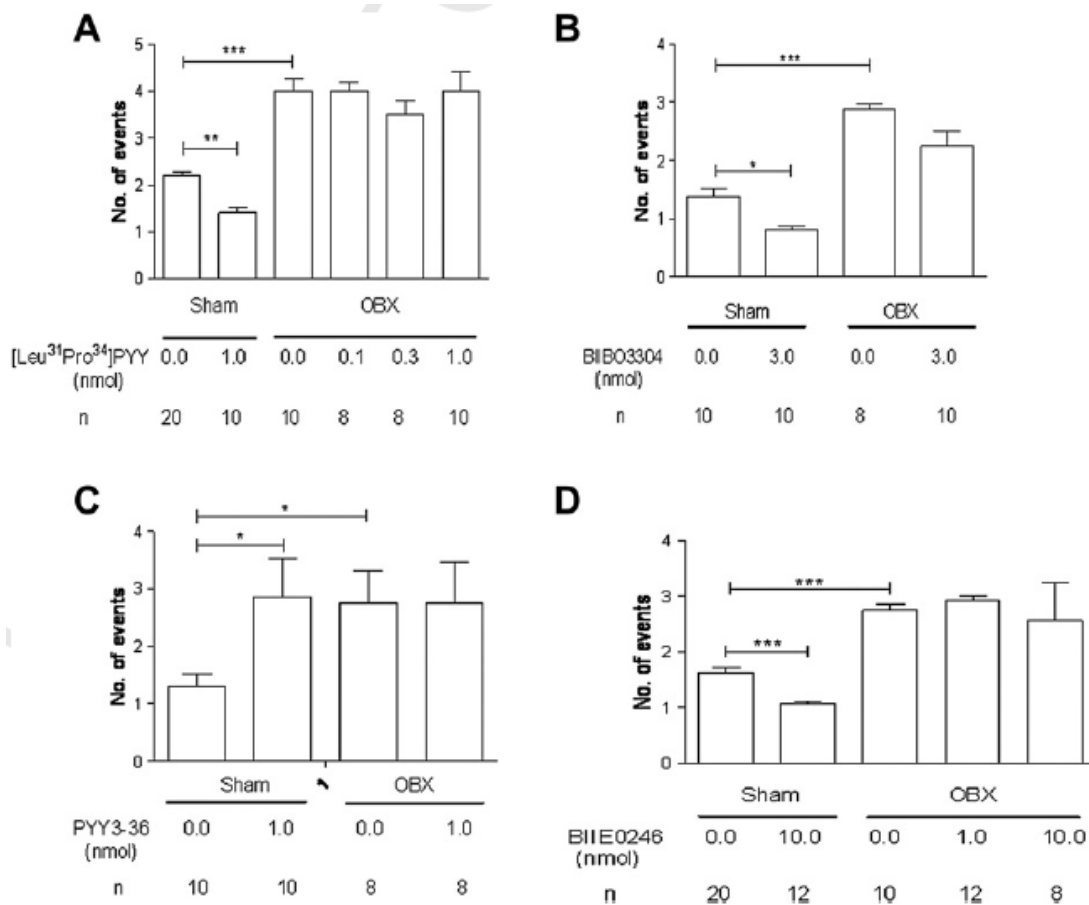 A
B
No. of events
5
4
3
2
1
0
***
**
Sham
OBX
[Leu31Pro34]PYY
(nmol)
0.0 1.0 0.0 0.1 0.3 1.0
n 20 10 10 8 8 10
No. of events
4
3
2
1
0
***
*
Sham
OBX
BIIBO3304
(nmol)
0.0 3.0 0.0 3.0
n 10 10 8 10
C
D
No. of events
4
3
2
1
0
*
*
Sham
OBX
PYY3-36
(nmol)
0.0 1.0 0.0 1.0
n 10 10 8 8
No. of events
4
3
2
1
0
***
***
Sham
OBX
BIIE0246
(nmol)
0.0 10.0 0.0 1.0 10.0
n 20 12 10 12 8